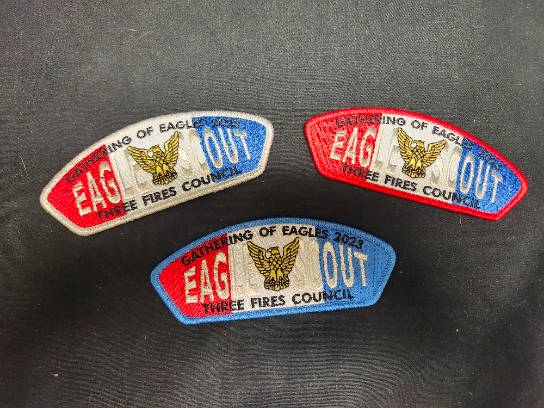 GATHERING OF EAGLES 2023
EAGLE SCOUT
THREE FIRES COUNCIL
GATHERING OF EAGLES 2023
EAGLE SCOUT
THREE FIRES COUNCIL
GATHERING OF EAGLES 2023
EAGLE SCOUT
THREE FIRES COUNCIL